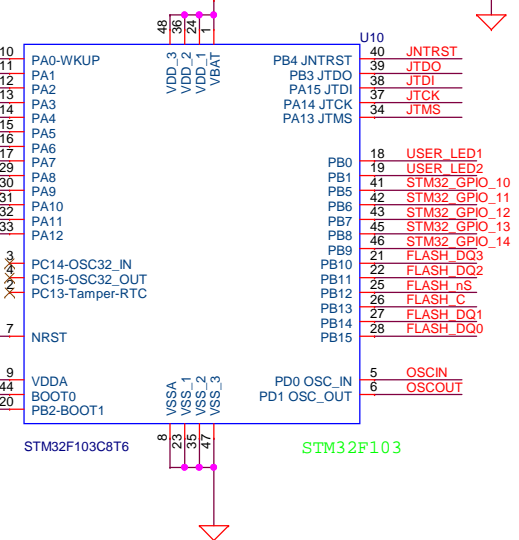 48 36 24 1
U10
VDD_3 VDD_2 VDD_1 VBAT
10 PA0-WKUP PB4 JNTRST 40 JNTRST
11 PA1 PB3 JTDO 39 JTDO
12 PA2 PA15 JTDI 38 JTDI
13 PA3 PA14 JTCK 37 JTCK
14 PA4 PA13 JTMS 34 JTMS
15 PA5
16 PA6
17 PA7 PB0 18 USER_LED1
29 PA8 PB1 19 USER_LED2
30 PA9 PB5 41 STM32_GPIO_10
31 PA10 PB6 42 STM32_GPIO_11
32 PA11 PB7 43 STM32_GPIO_12
33 PA12 PB8 45 STM32_GPIO_13
PB9 46 STM32_GPIO_14
3 PC14-OSC32_IN PB10 21 FLASH_DQ3
4 PC15-OSC32_OUT PB11 22 FLASH_DQ2
2 PC13-Tamper-RTC PB12 25 FLASH_nS
PB13 26 FLASH_C
PB14 27 FLASH_DQ1
7 NRST PB15 28 FLASH_DQ0
9 VDDA PD0 OSC_IN 5 OSCIN
44 BOOT0 PD1 OSC_OUT 6 OSCOUT
20 PB2-BOOT1
VSSA VSS_1 VSS_2 VSS_3
8 23 35 47
STM32F103C8T6
STM32F103